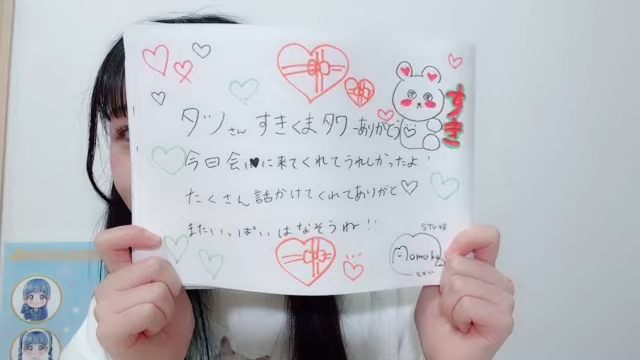 タツさん すきくまタワーありがとう♡
今日会いに来てくれてうれしかったよ！
たくさん話かけてくれてありがと♡
またいっぱいはなそうね!!
すき
STU48
Momoka